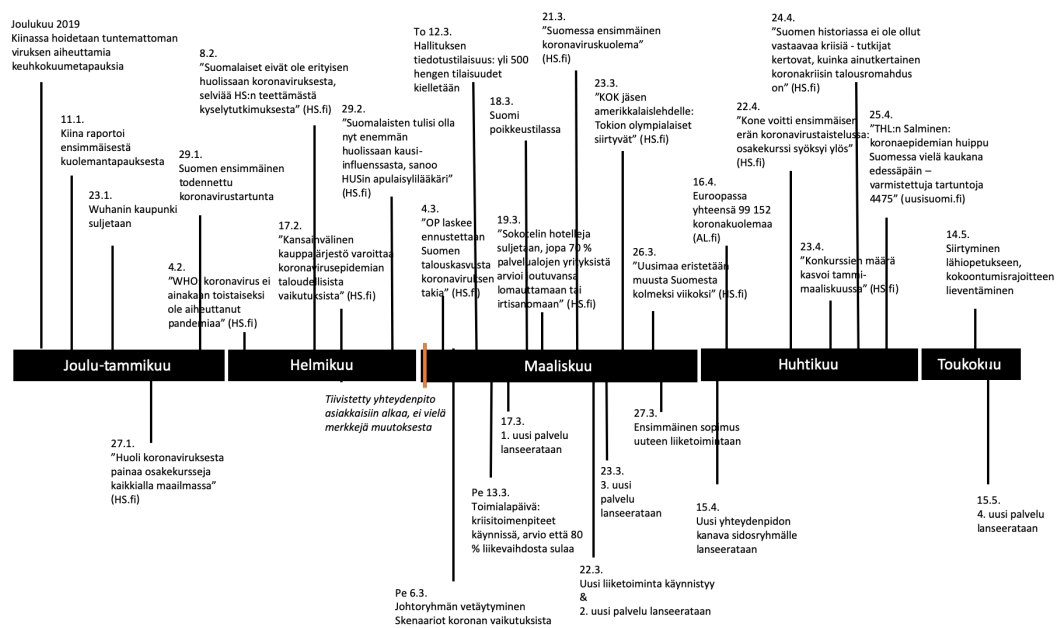 Joulukuu 2019
Kiinassa hoidetaan tuntemattoman
viruksen aiheuttamia
keuhkokuumetapauksia
11.1.
Kiina raportoi
ensimmäisestä
kuolemantapauksesta
23.1.
Wuhanin kaupunki
suljetaan
8.2.
”Suomalaiset eivät ole erityisen
huolissaan koronaviruksesta,
selviää HS:n teettämästä
kyselytutkimuksesta” (HS.fi)
29.1.
Suomen ensimmäinen
todennettu
koronavirustartunta
4.2.
”WHO: koronavirus ei
ainakaan toistaiseksi
ole aiheuttanut
pandemiaa” (HS.fi)
17.2.
”Kansainvälinen
kauppajärjestö varoittaa
koronavirusepidemian
taloudellisista
vaikutuksista” (HS.fi)
29.2.
”Suomalaisten tulisi olla
nyt enemmän
huolissaan kausi-
influenssasta, sanoo
HUSin apulaisylilääkäri”
(HS.fi)
To 12.3.
Hallituksen
tiedotustilaisuus: yli 500
hengen tilaisuudet
kielletään
4.3.
”OP laskee
ennustettaan
Suomen
talouskasvusta
koronaviruksen
takia” (HS.fi)
18.3.
Suomi
poikkeustilassa
19.3.
”Sokotelin hotelleja
suljetaan, jopa 70 %
palvelualojen yrityksistä
arvioi joutuvansa
lomauttamaan tai
irtisanomaan” (HS.fi)
21.3.
”Suomessa ensimmäinen
koronaviruskuolema”
(HS.fi)
23.3.
”KOK jäsen
amerikkalaislehdelle:
Tokion olympialaiset
siirtyvät” (HS.fi)
26.3.
”Uusimaa eristetään
muusta Suomesta
kolmeksi viikoksi” (HS.fi)
16.4.
Euroopassa
yhteensä 99 152
koronakuolemaa
(AL.fi)
22.4.
”Kone voitti ensimmäisen
erän koronavirustaistelussa:
osakekurssi syöksyi ylös”
(HS.fi)
24.4.
”Suomen historiassa ei ole ollut
vastaavaa kriisiä - tutkijat
kertovat, kuinka ainutkertainen
koronakriisin talousromahdus
on” (HS.fi)
23.4.
”Konkurssien määrä
kasvoi tammi-
maaliskuussa” (HS.fi)
25.4.
”THL:n Salminen:
koronaepidemian huippu
Suomessa vielä kaukana
edessäpäin –
varmistettuja tartuntoja
4475” (uusisuomi.fi)
14.5.
Siirtyminen
lähiopetukseen,
kokoontumisrajoitteen
lieventäminen
Joulu-tammikuu
Helmikuu
Maaliskuu
Huhtikuu
Toukokuu
27.1.
”Huoli koronaviruksesta
painaa osakekursseja
kaikkialla maailmassa”
(HS.fi)
Tiivistetty yhteydenpito
asiakkaisiin alkaa, ei vielä
merkkejä muutoksesta
Pe 6.3.
Johtoryhmän vetäytyminen
Skenaariot koronan vaikutuksista
Pe 13.3.
Toimialapäivä:
kriisitoimenpiteet
käynnissä, arvio että 80
% liikevaihdosta sulaa
17.3.
1. uusi palvelu
lanseerataan
22.3.
Uusi liiketoiminta käynnistyy
&
2. uusi palvelu lanseerataan
23.3.
3. uusi
palvelu
lanseerataan
27.3.
Ensimmäinen sopimus
uuteen liiketoimintaan
15.4.
Uusi yhteydenpidon
kanava sidosryhmälle
lanseerataan
15.5.
4. uusi palvelu
lanseerataan